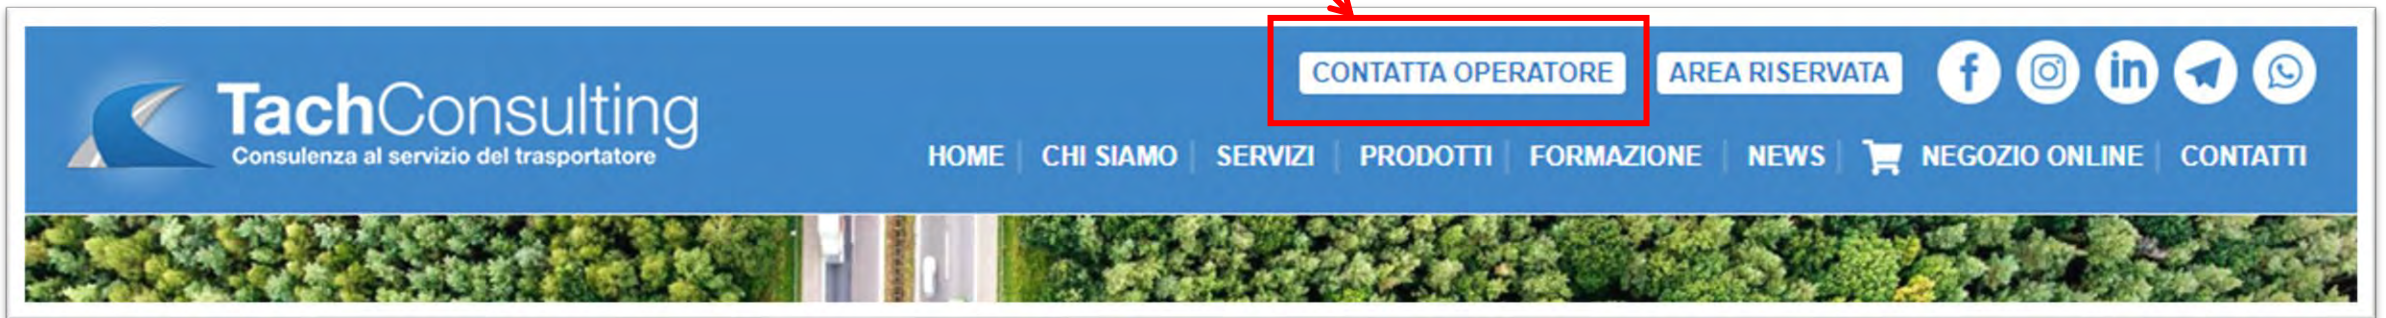 CONTATTA OPERATORE AREA RISERVATA
TachConsulting
Consulenza al servizio del trasportatore
HOME CHI SIAMO SERVIZI PRODOTTI FORMAZIONE NEWS NEGOZIO ONLINE CONTATTI